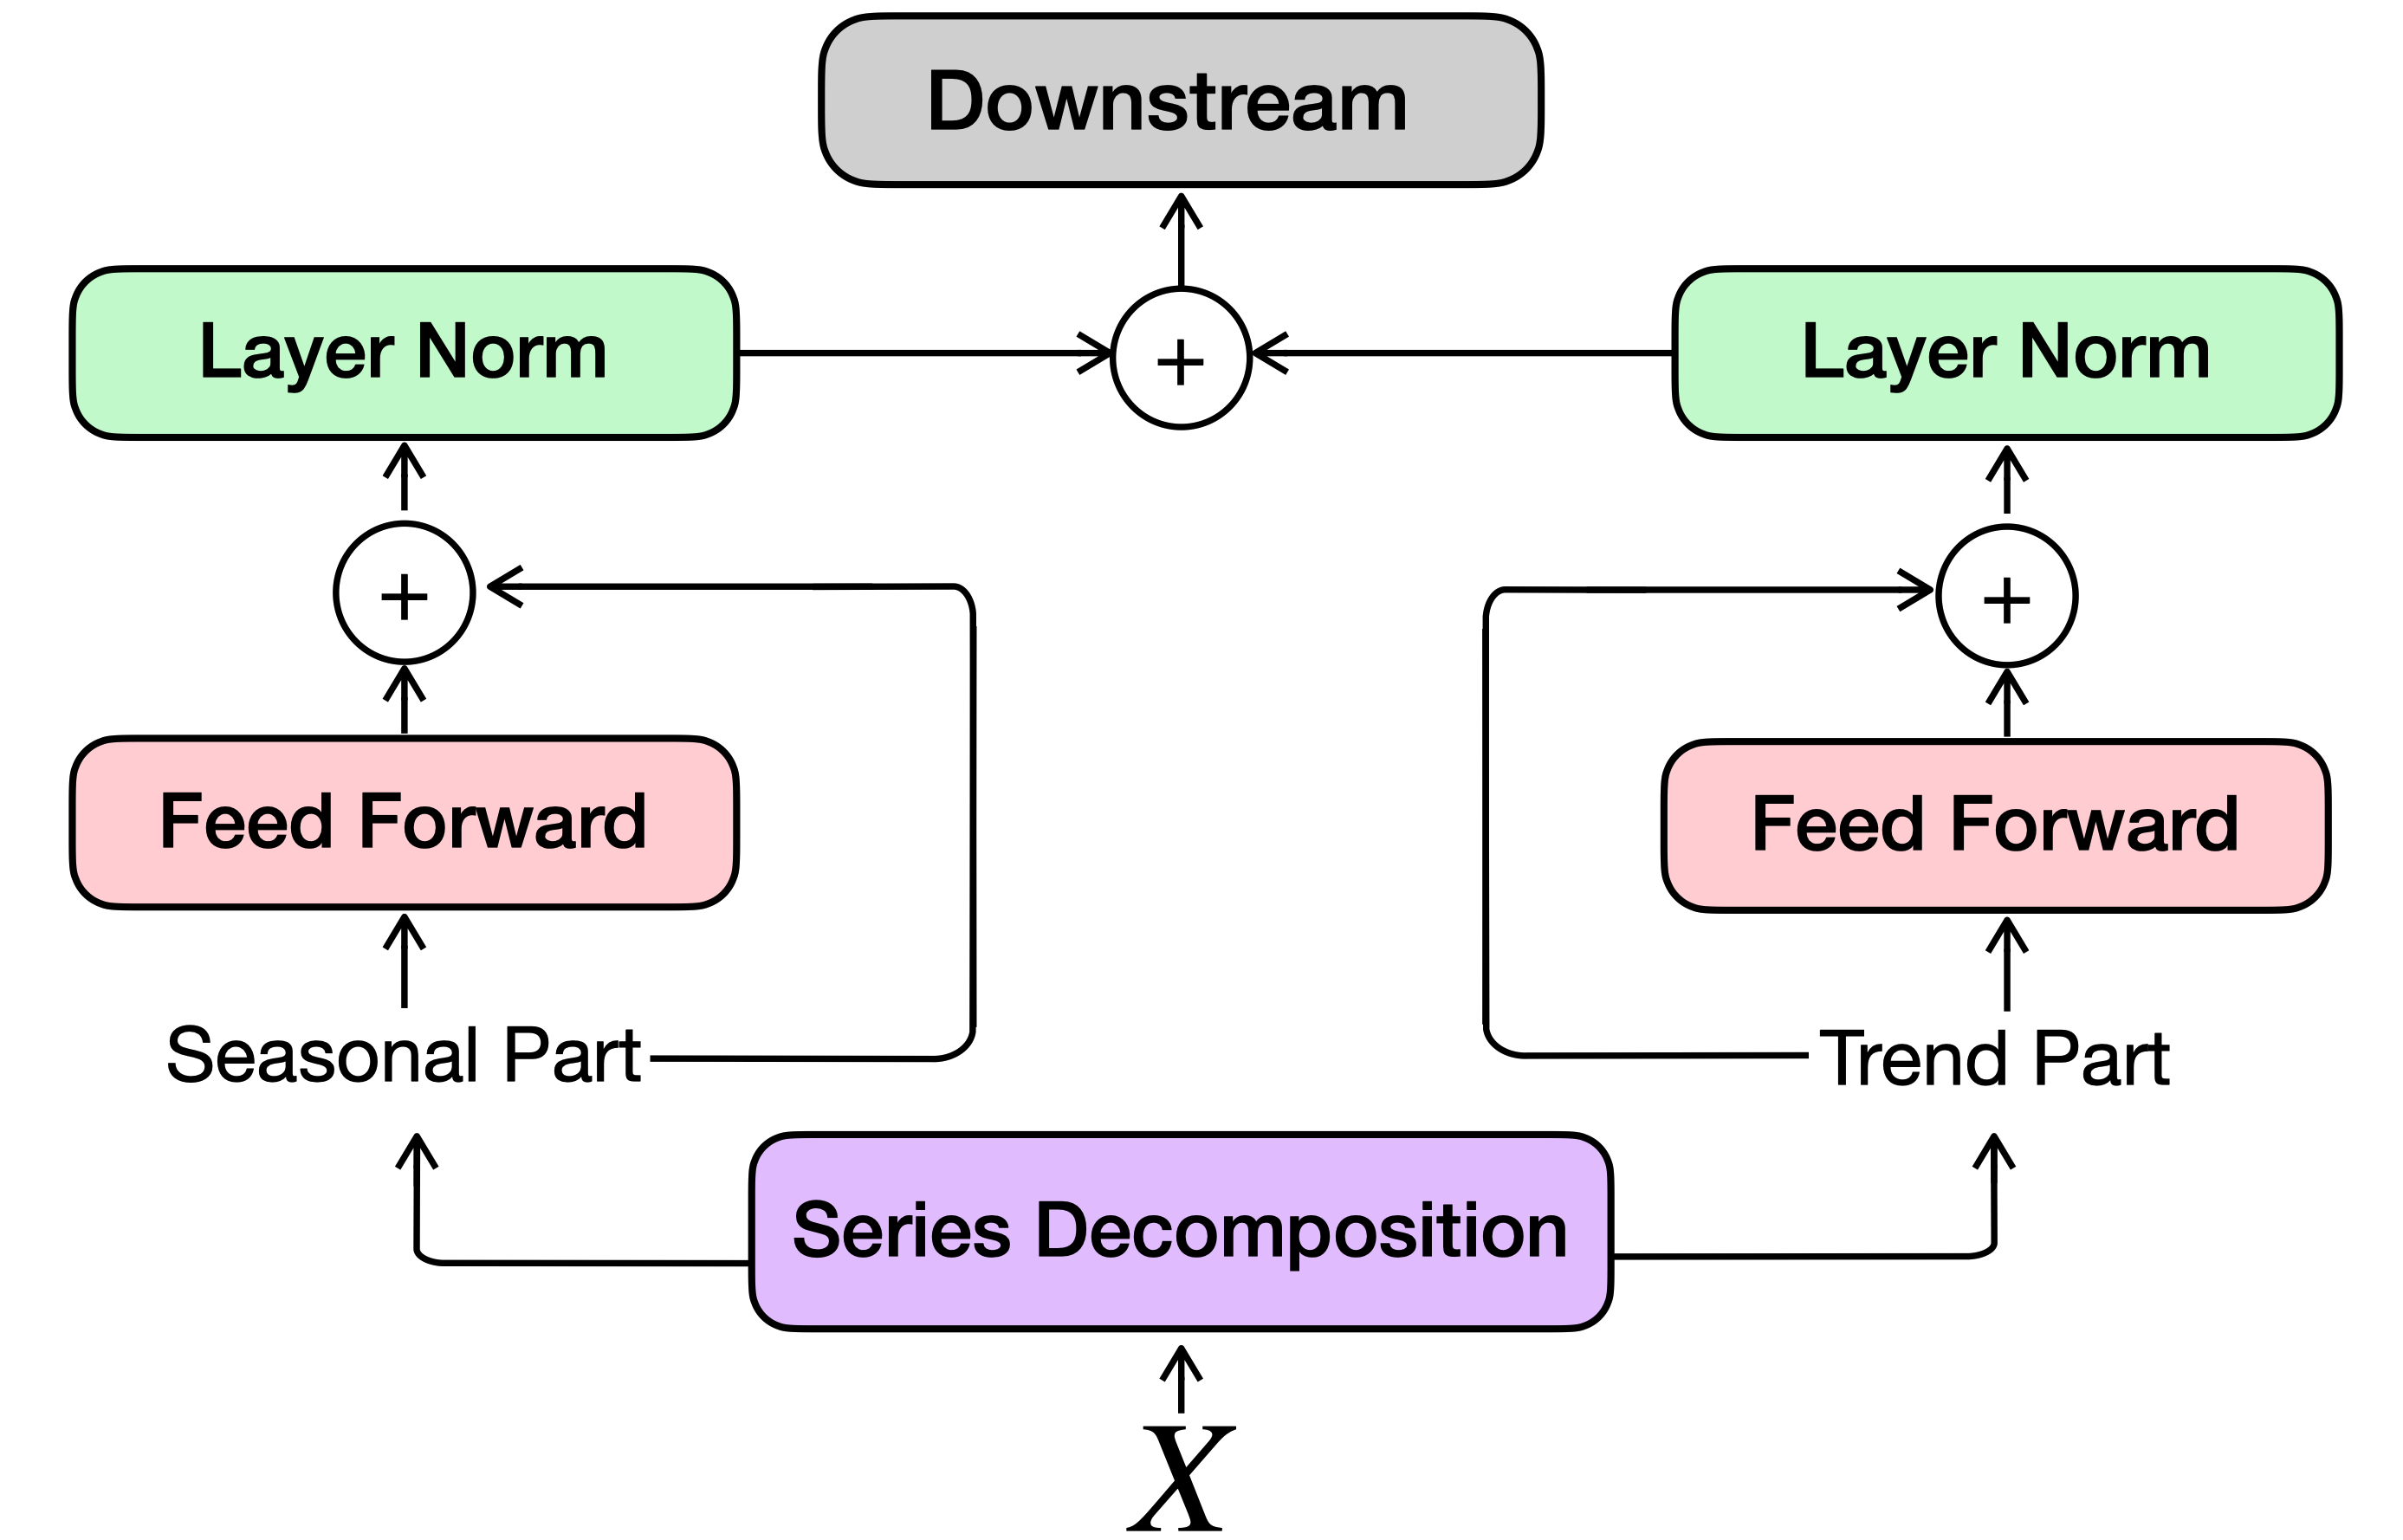 Downstream
Layer Norm
+
Layer Norm
+
+
Feed Forward
Feed Forward
Seasonal Part
Trend Part
Series Decomposition
X